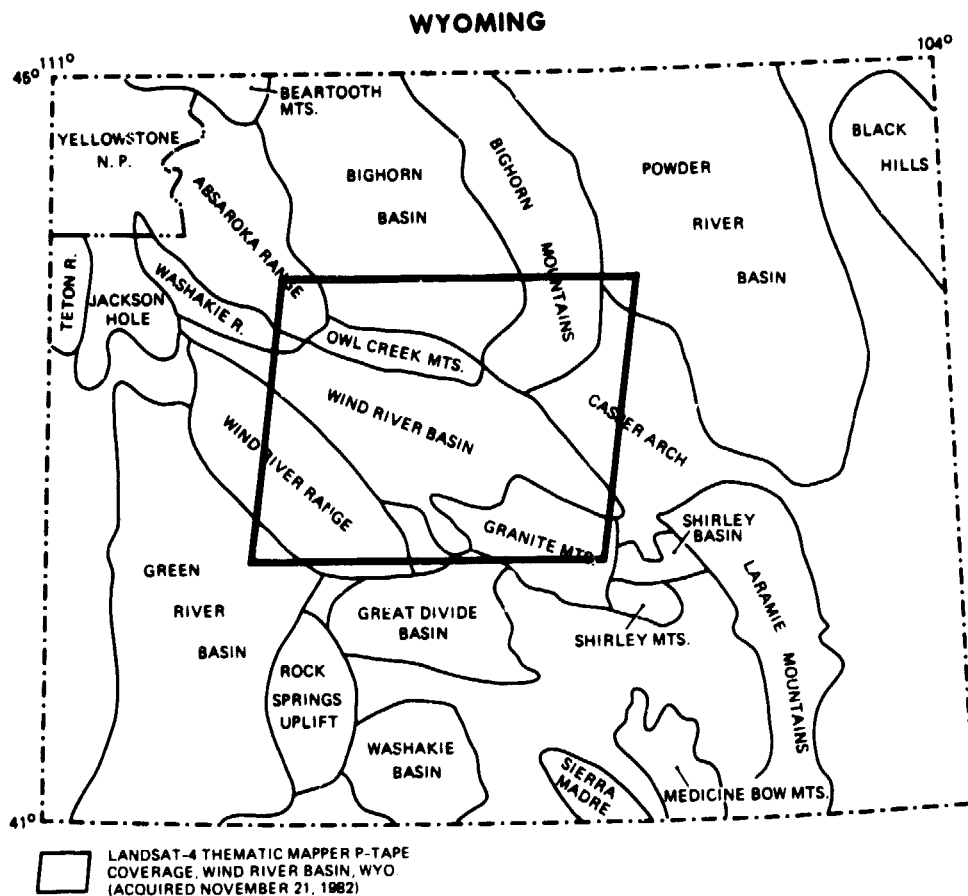 WYOMING
111°
104°
45°
BEARTOOTH
MTS.
YELLOWSTONE
N. P.
ABSAROKA RANGE
BIGHORN
BASIN
BIGHORN
MOUNTAINS
POWDER
RIVER
BASIN
BLACK
HILLS
TETON R.
JACKSON
HOLE
WASHAKIE R.
OWL CREEK MTS.
WIND RIVER BASIN
CASPER ARCH
WIND RIVER RANGE
GRANITE MTS.
SHIRLEY
BASIN
LARAMIE
MOUNTAINS
GREEN
RIVER
BASIN
GREAT DIVIDE
BASIN
SHIRLEY MTS.
ROCK
SPRINGS
UPLIFT
WASHAKIE
BASIN
SIERRA
MADRE
MEDICINE BOW MTS.
41°
LANDSAT-4 THEMATIC MAPPER P-TAPE
COVERAGE, WIND RIVER BASIN, WYO.
(ACQUIRED NOVEMBER 21, 1982)